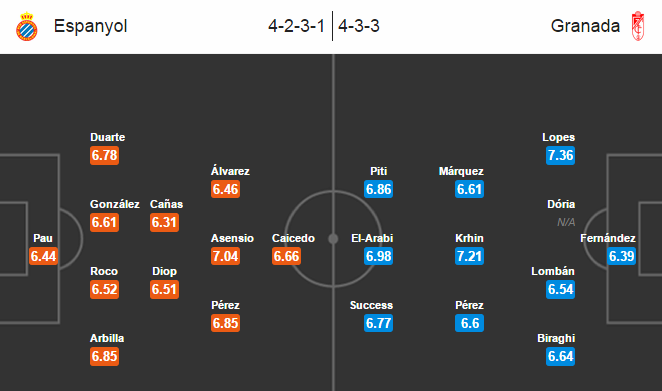 Espanyol 4-2-3-1 4-3-3 Granada
Duarte
6.78
González
6.61
Cañas
6.31
Álvarez
6.46
Pau
6.44
Asensio
7.04
Caicedo
6.66
Roco
6.52
Diop
6.51
Pérez
6.85
Arbilla
6.85
Piti
6.86
Márquez
6.61
Lopes
7.36
Dória
N/A
El-Arabi
6.98
Krhin
7.21
Fernández
6.39
Success
6.77
Pérez
6.6
Lombán
6.54
Biraghi
6.64